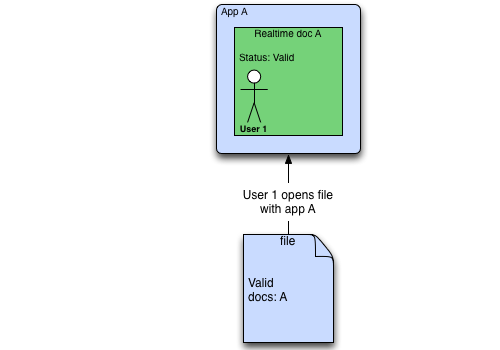 App A
Realtime doc A
Status: Valid
User 1
User 1 opens file
with app A
file
Valid
docs: A